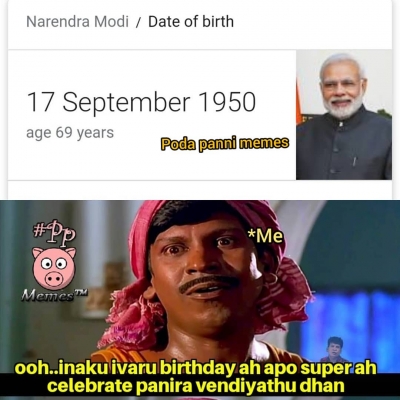 Narendra Modi / Date of birth
17 September 1950
age 69 years
Poda panni memes
#Pp
Memes™
*Me
ooh..inaku ivaru birthday ah apo super ah
celebrate panira vendiyathu dhan